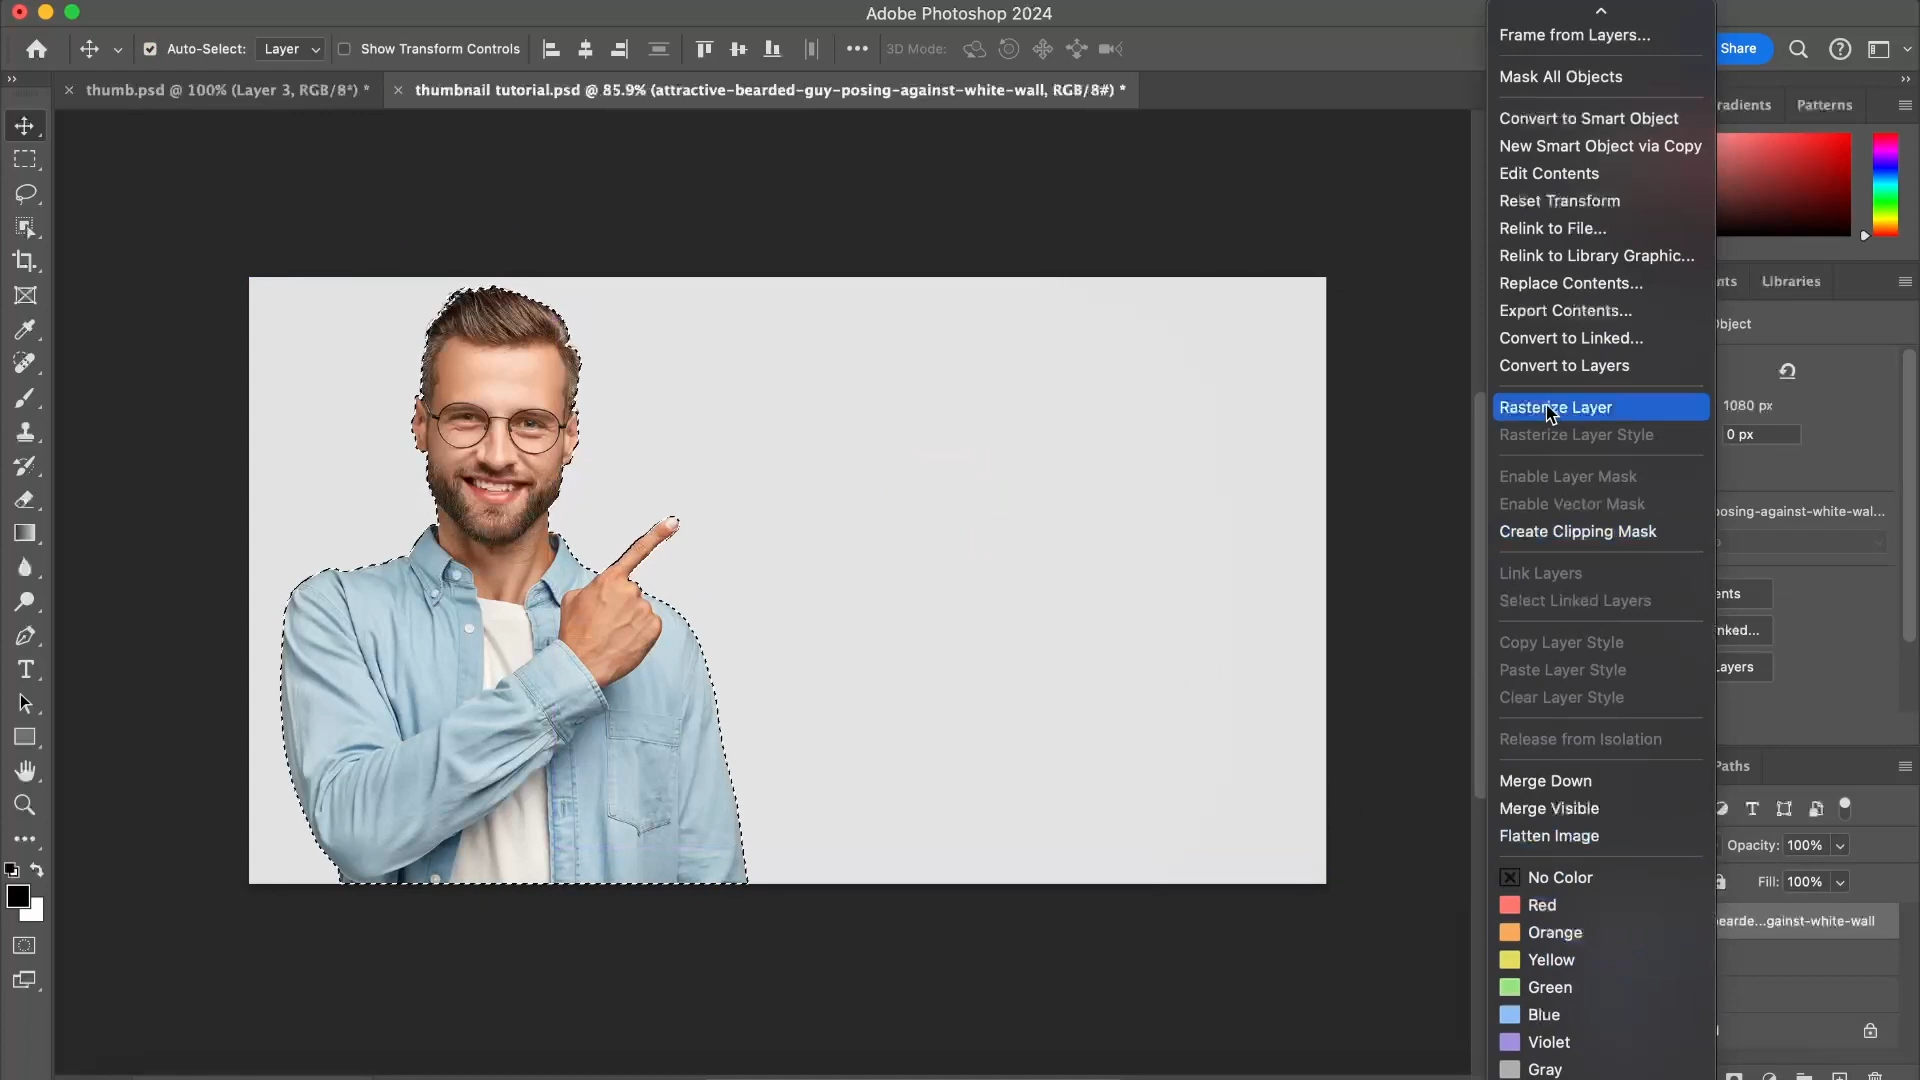 Adobe Photoshop 2024
Auto-Select:
Layer
Show Transform Controls
3D Mode:
Share
thumb.psd @ 100% (Layer 3, RGB/8*) *
thumbnail tutorial.psd @ 85.9% (attractive-bearded-guy-posing-against-white-wall, RGB/8#) *
Frame from Layers...
Mask All Objects
Convert to Smart Object
New Smart Object via Copy
Edit Contents
Reset Transform
Relink to File...
Relink to Library Graphic...
Replace Contents...
Export Contents...
Convert to Linked...
Convert to Layers
Rasterize Layer
Rasterize Layer Style
Enable Layer Mask
Enable Vector Mask
Create Clipping Mask
Link Layers
Select Linked Layers
Copy Layer Style
Paste Layer Style
Clear Layer Style
Release from Isolation
Merge Down
Merge Visible
Flatten Image
No Color
Red
Orange
Yellow
Green
Blue
Violet
Gray
radients
Patterns
nts
Libraries
Object
1080 px
0 px
posing-against-white-wal...
ents
nked...
Layers
Paths
Opacity: 100%
Fill: 100%
bearde...gainst-white-wall